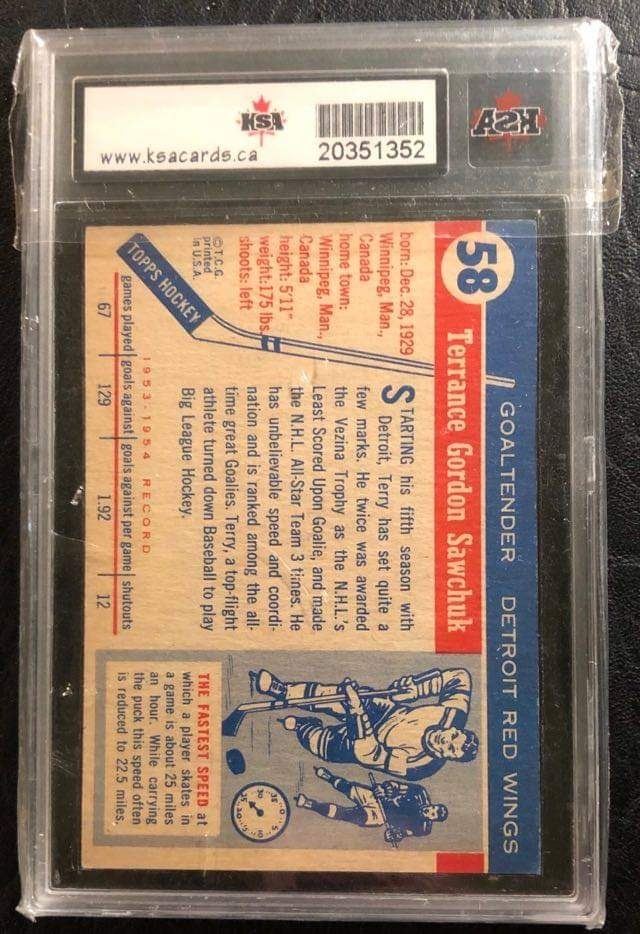 KSA
www.ksacards.ca
20351352
KSA
58
GOALTENDER DETROIT RED WINGS
Terrance Gordon Sawchuk
born: Dec. 28, 1929
Winnipeg, Man.,
Canada
home town:
Winnipeg, Man.,
Canada
height: 5'11"
weight: 175 lbs.
shoots: left
© T.C.G.
printed
in U.S.A.
TOPPS HOCKEY
STARTING his fifth season with
Detroit, Terry has set quite a
few marks. He twice was awarded
the Vezina Trophy as the N.H.L.'s
Least Scored Upon Goalie, and made
the N.H.L. All-Star Team 3 times. He
has unbelievable speed and coordi-
nation and is ranked among the all-
time great Goalies. Terry, a top-flight
athlete turned down Baseball to play
Big League Hockey.
1953-1954 RECORD
games played goals against goals against per game shutouts
67 129 1.92 12
THE FASTEST SPEED at
which a player skates in
a game is about 25 miles
an hour. While carrying
the puck this speed often
is reduced to 22.5 miles.